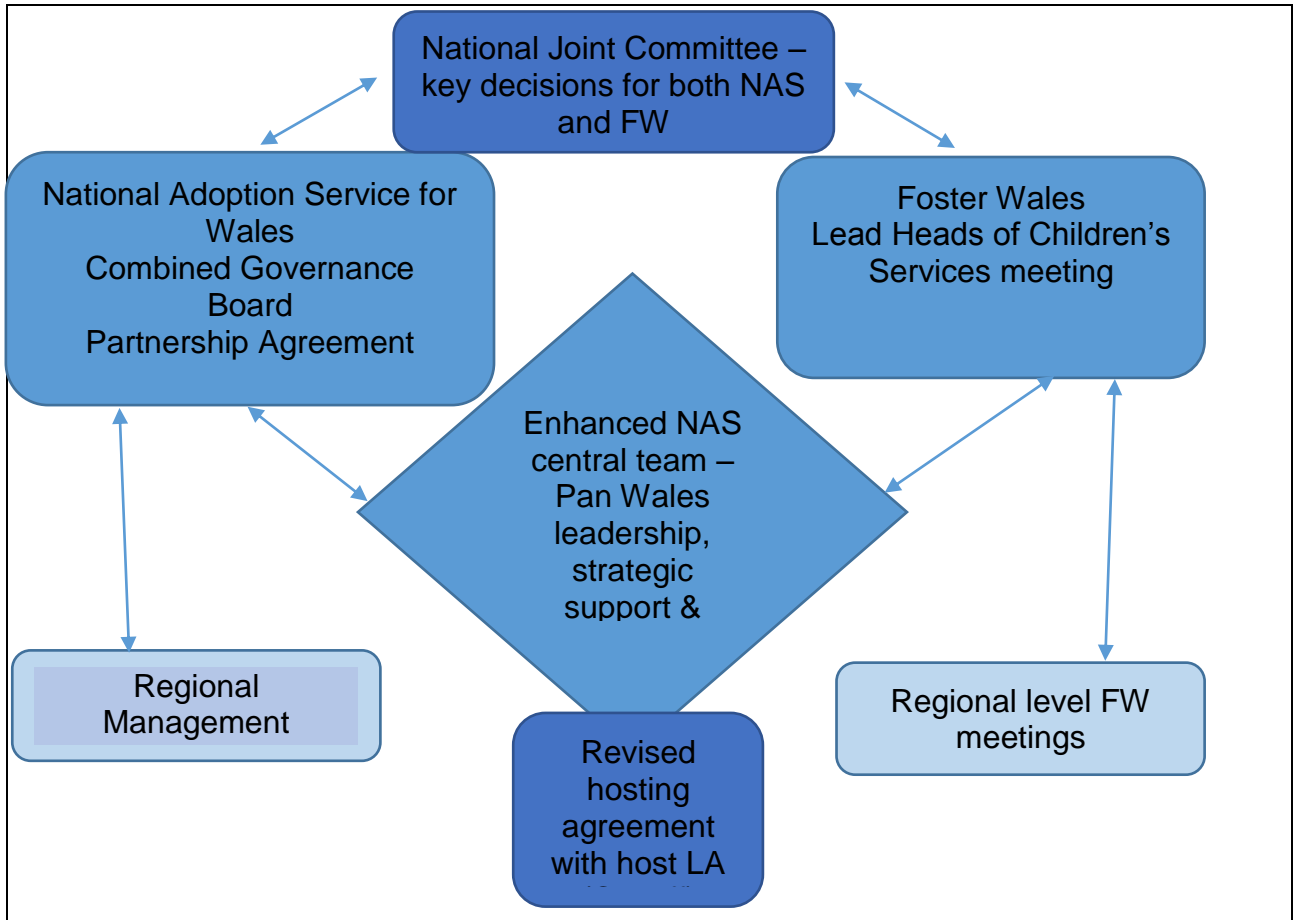 National Joint Committee –
key decisions for both NAS
and FW
National Adoption Service for
Wales
Combined Governance
Board
Partnership Agreement
Foster Wales
Lead Heads of Children’s
Services meeting
Enhanced NAS
central team –
Pan Wales
leadership,
strategic
support &
Regional
Management
Regional level FW
meetings
Revised
hosting
agreement
with host LA